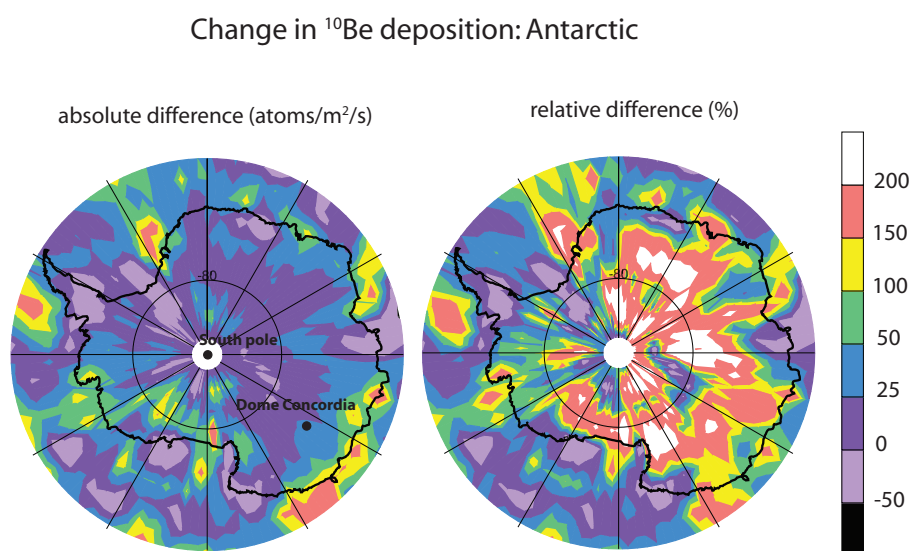 Change in ¹⁰Be deposition: Antarctic
absolute difference (atoms/m²/s)
relative difference (%)
-80
South pole
Dome Concordia
-80
200
150
100
50
25
0
-50